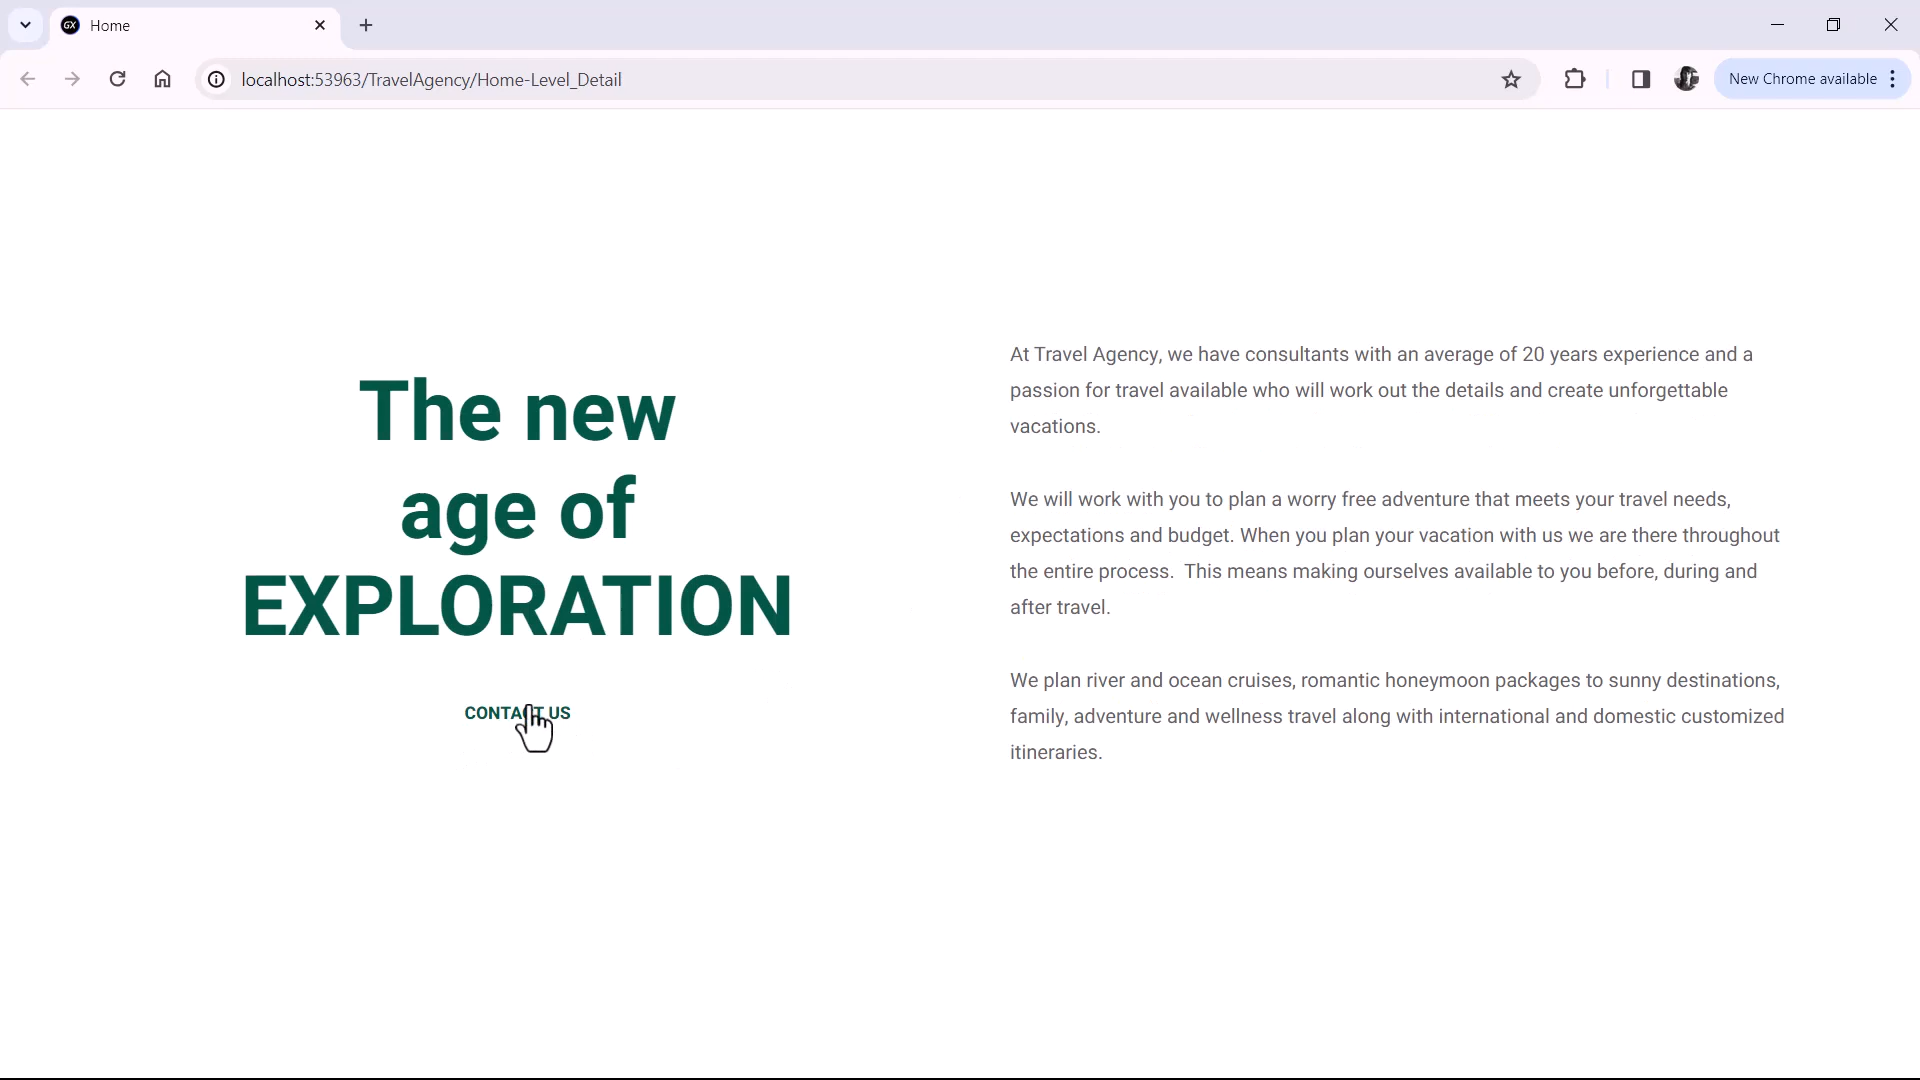 GX Home
localhost:53963/TravelAgency/Home-Level_Detail
New Chrome available
The new
age of
EXPLORATION
CONTACT US
At Travel Agency, we have consultants with an average of 20 years experience and a
passion for travel available who will work out the details and create unforgettable
vacations.
We will work with you to plan a worry free adventure that meets your travel needs,
expectations and budget. When you plan your vacation with us we are there throughout
the entire process.  This means making ourselves available to you before, during and
after travel.
We plan river and ocean cruises, romantic honeymoon packages to sunny destinations,
family, adventure and wellness travel along with international and domestic customized
itineraries.